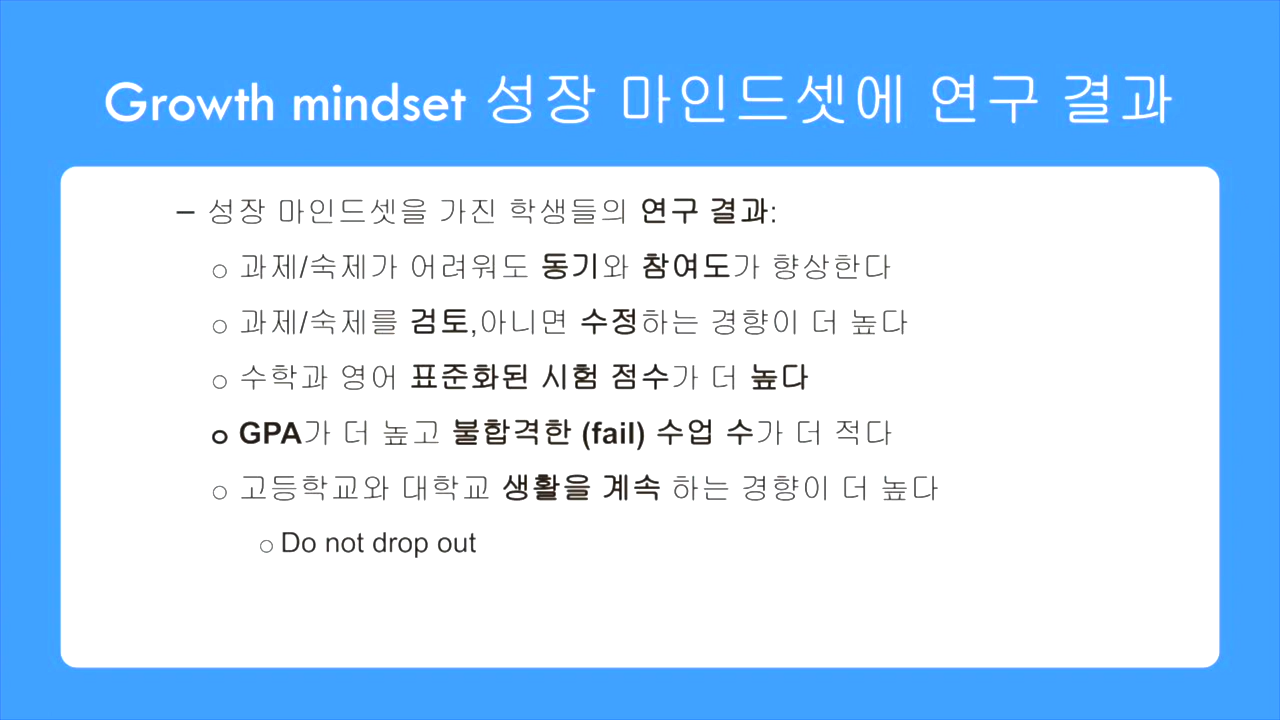 Growth mindset 성장 마인드셋에 연구 결과
– 성장 마인드셋을 가진 학생들의 연구 결과:
○ 과제/숙제가 어려워도 동기와 참여도가 향상한다
○ 과제/숙제를 검토,아니면 수정하는 경향이 더 높다
○ 수학과 영어 표준화된 시험 점수가 더 높다
○ GPA가 더 높고 불합격한 (fail) 수업 수가 더 적다
○ 고등학교와 대학교 생활을 계속 하는 경향이 더 높다
○ Do not drop out